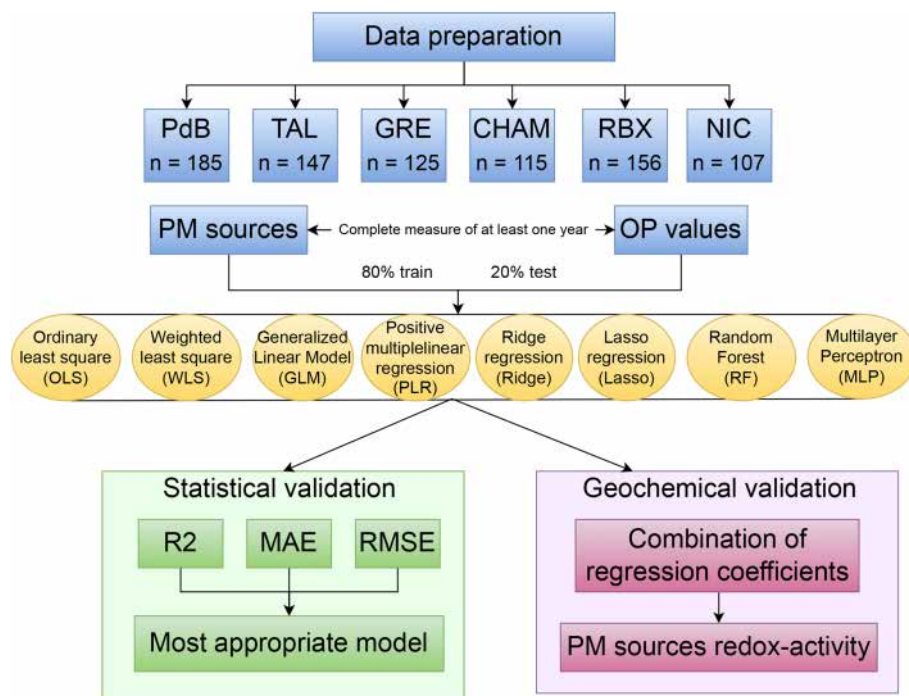 Data preparation
PdB
n = 185
TAL
n = 147
GRE
n = 125
CHAM
n = 115
RBX
n = 156
NIC
n = 107
PM sources
Complete measure of at least one year
OP values
80% train
20% test
Ordinary
least square
(OLS)
Weighted
least square
(WLS)
Generalized
Linear Model
(GLM)
Positive
multiplelinear
regression
(PLR)
Ridge
regression
(Ridge)
Lasso
regression
(Lasso)
Random
Forest
(RF)
Multilayer
Perceptron
(MLP)
Statistical validation
R2
MAE
RMSE
Most appropriate model
Geochemical validation
Combination of
regression coefficients
PM sources redox-activity